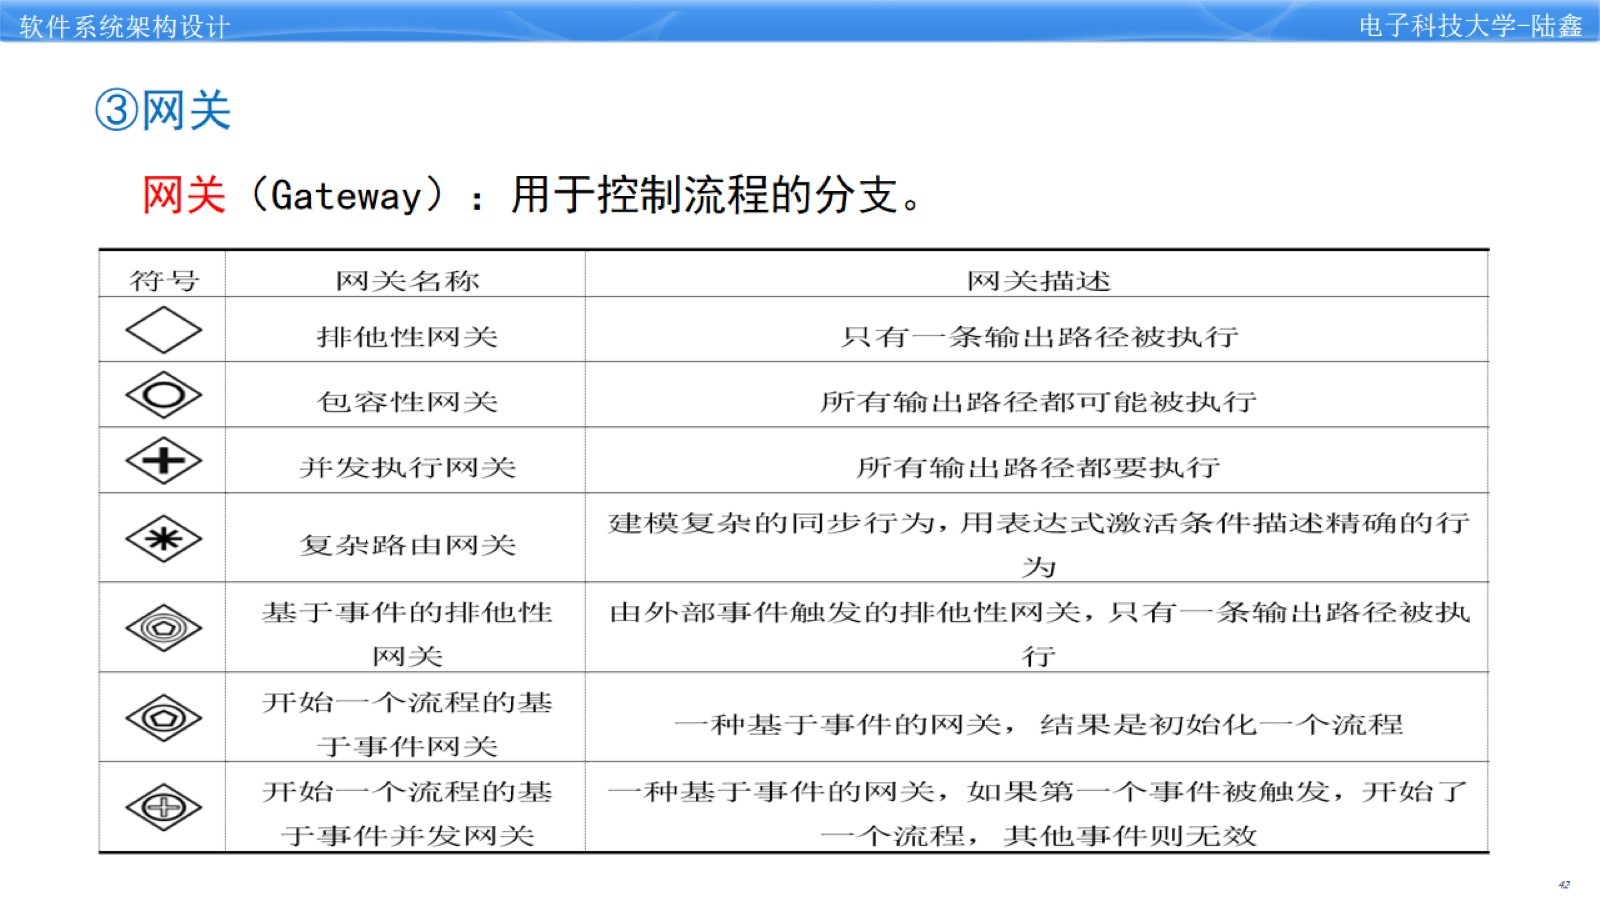 软件系统架构设计
电子科技大学-陆鑫
③网关
网关（Gateway）：用于控制流程的分支。
符号 网关名称 网关描述
排他性网关 只有一条输出路径被执行
包容性网关 所有输出路径都可能被执行
并发执行网关 所有输出路径都要执行
复杂路由网关 建模复杂的同步行为，用表达式激活条件描述精确的行
为
基于事件的排他性 由外部事件触发的排他性网关，只有一条输出路径被执
网关 行
开始一个流程的基
于事件网关 一种基于事件的网关，结果是初始化一个流程
开始一个流程的基 一种基于事件的网关，如果第一个事件被触发，开始了
于事件并发网关 一个流程，其他事件则无效
42